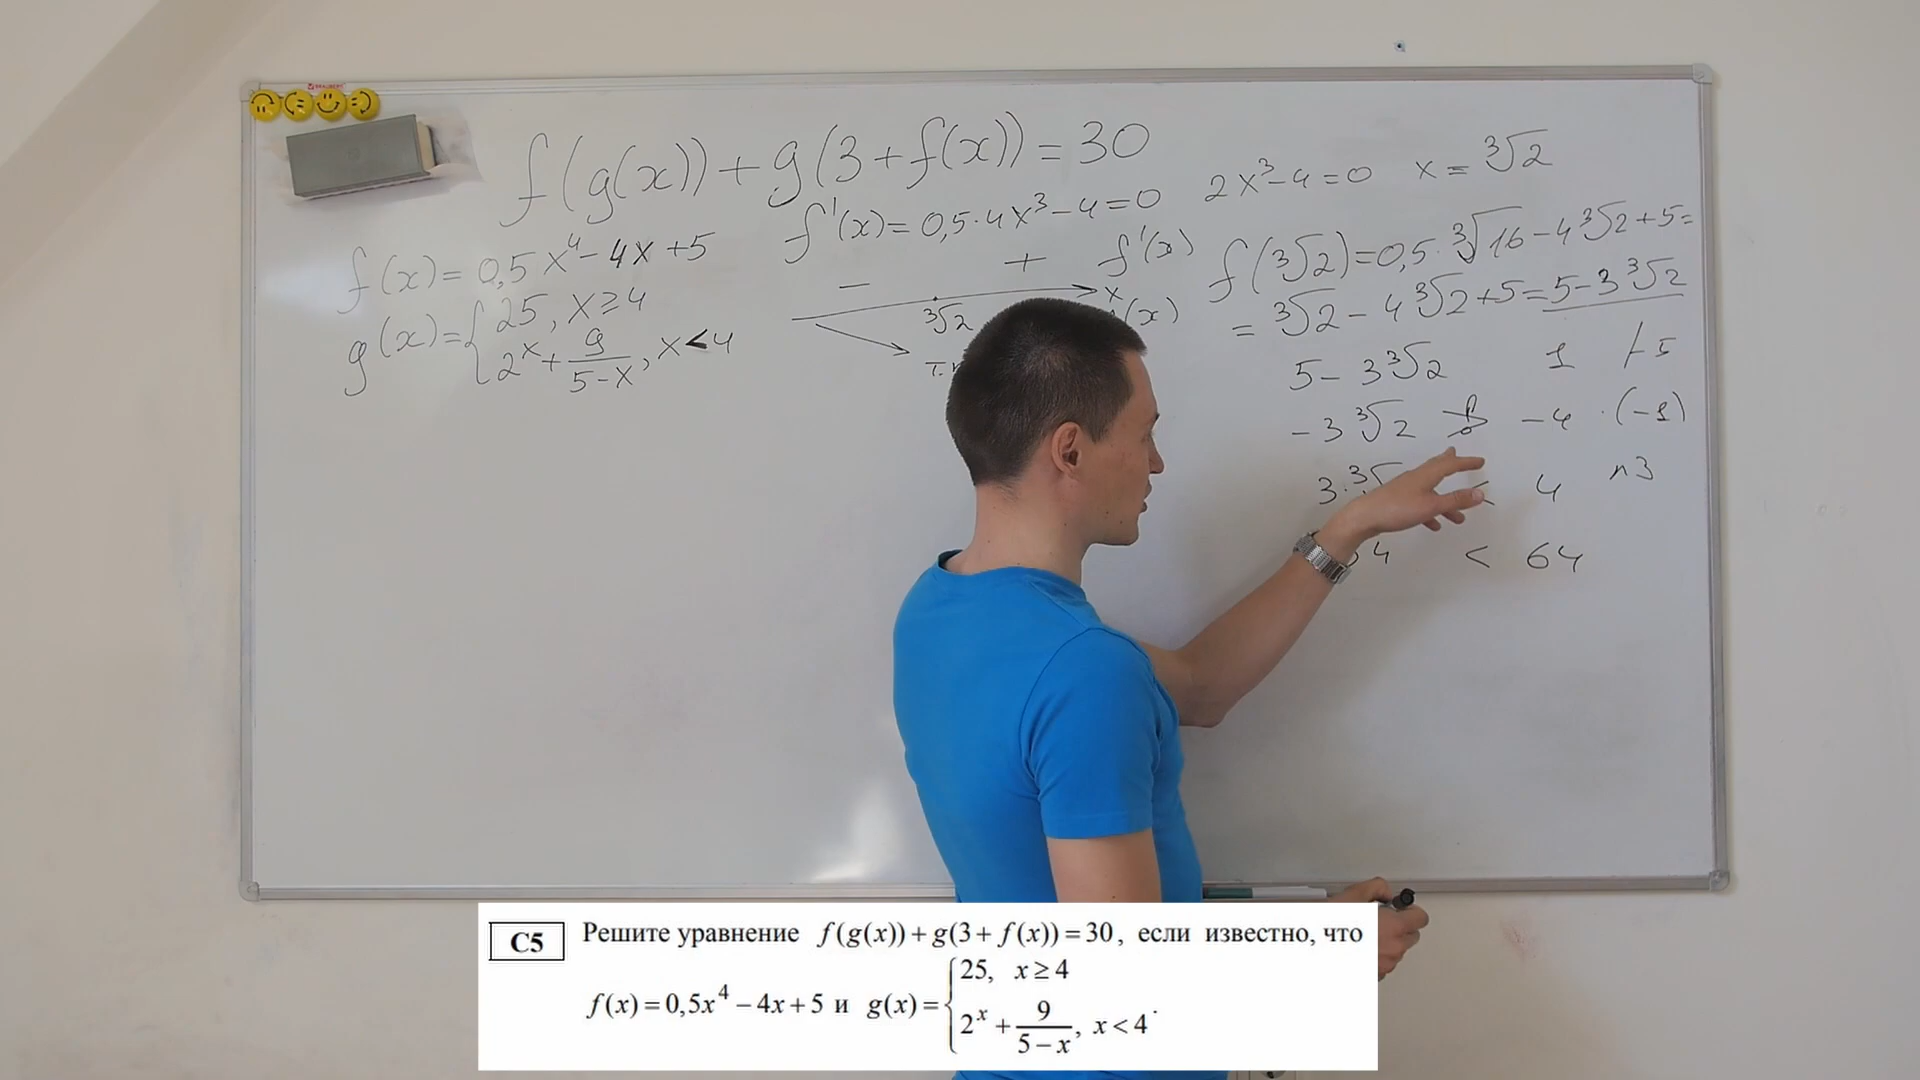 f(g(x))+g(3+f(x))=30
f(x)=0,5x⁴-4x+5
g(x)={25, x≥4
2ˣ+9/(5-x), x<4
f'(x)=0,5·4x³-4=0 2x³-4=0 x=∛2
- + f'(x)
∛2 x
(x)
f(∛2)=0,5·∛16-4∛2+5=
=∛2-4∛2+5=5-3∛2
5-3∛2 1 /-5
-3∛2 -4 ·(-1)
3·∛ < 4 ^3
4 < 64
C5 Решите уравнение f(g(x))+g(3+f(x))=30, если известно, что
f(x)=0,5x⁴-4x+5 и g(x)={25, x≥4
2ˣ+9/(5-x), x<4.